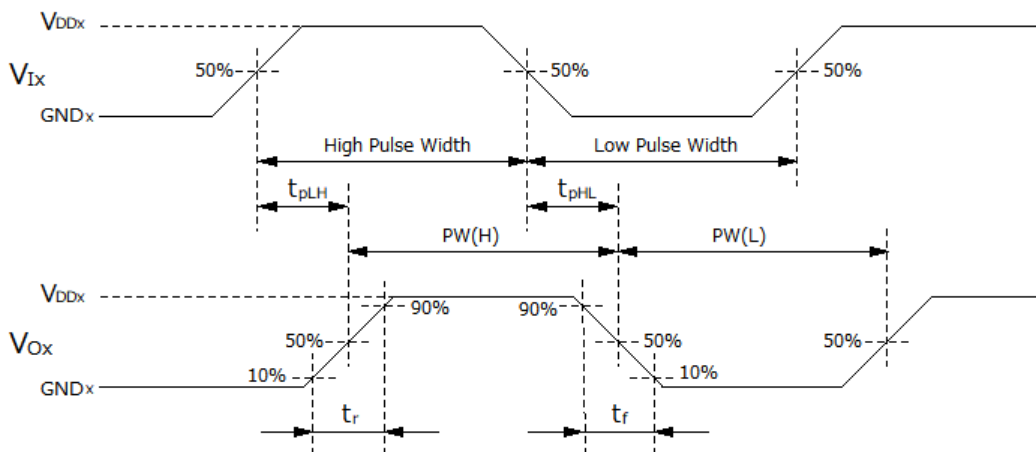 VDDx
50% 50% 50%
VIx
GNDx
High Pulse Width Low Pulse Width
tpLH tpHL
PW(H) PW(L)
VDDx
90% 90%
50% 50% 50%
VOx
10% 10%
GNDx
tr tf